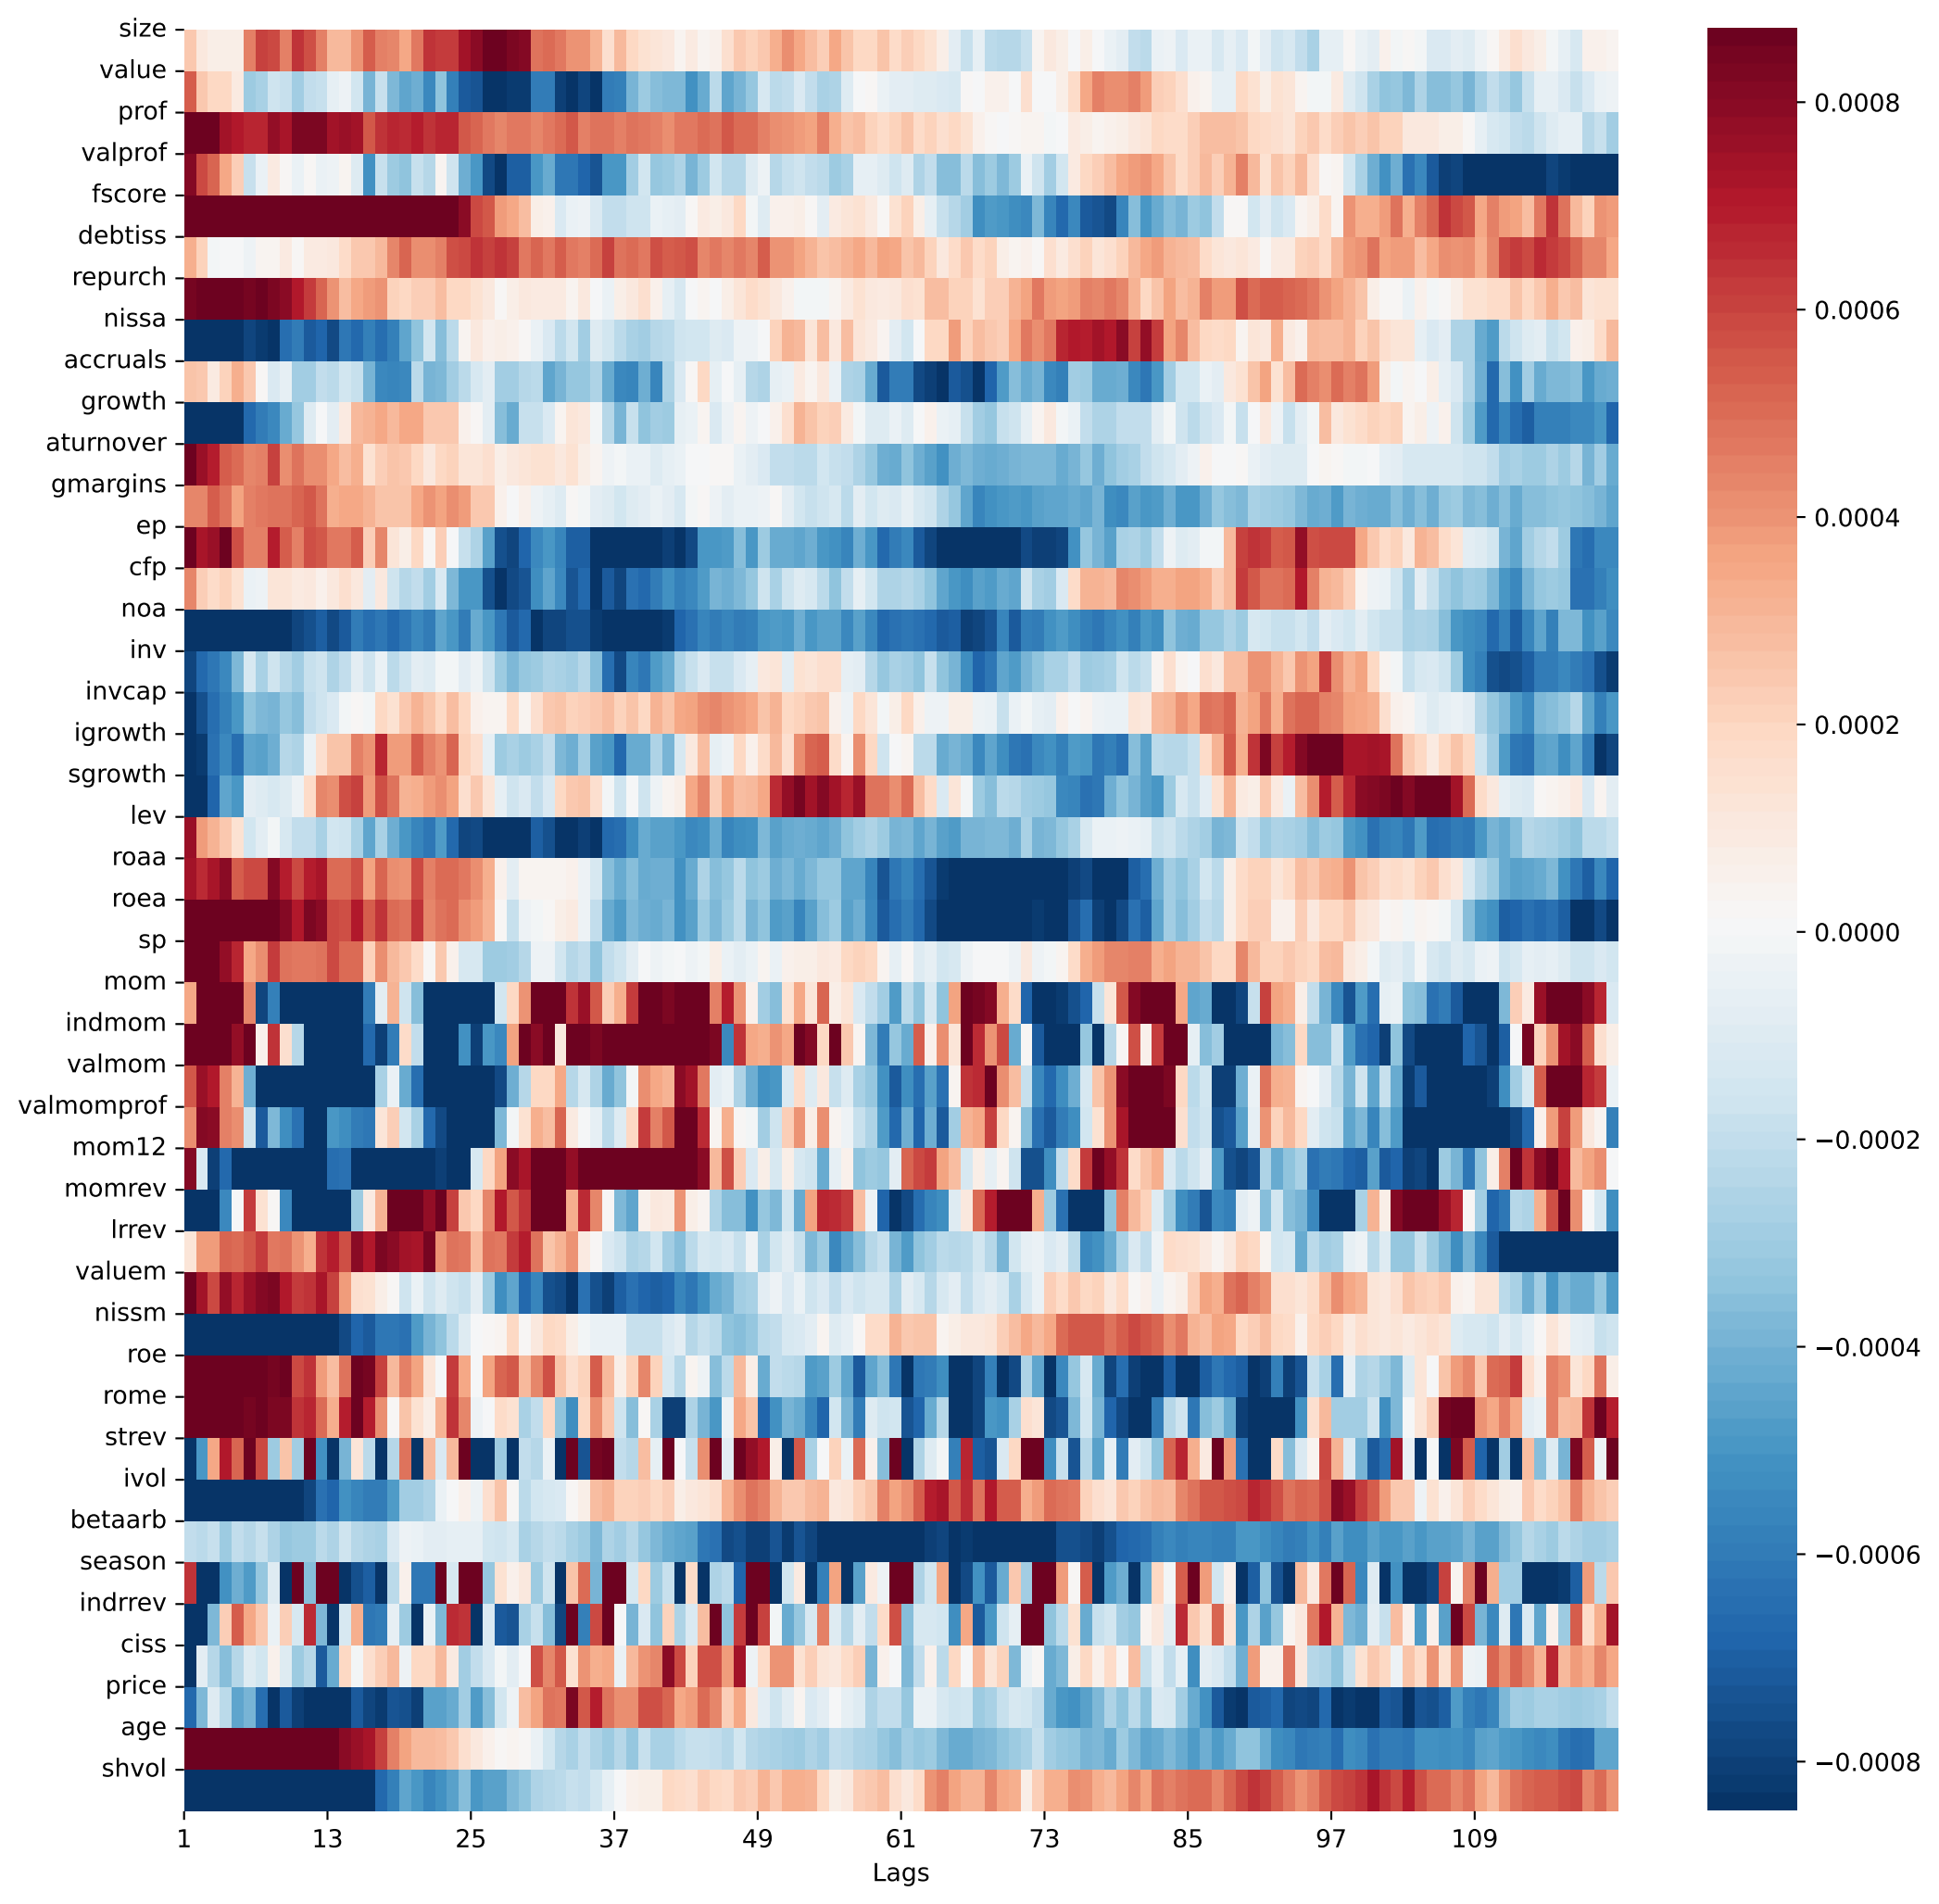 size
value
prof
valprof
fscore
debtiss
repurch
nissa
accruals
growth
aturnover
gmargins
ep
cfp
noa
inv
invcap
igrowth
sgrowth
lev
roaa
roea
sp
mom
indmom
valmom
valmomprof
mom12
momrev
lrrev
valuem
nissm
roe
rome
strev
ivol
betaarb
season
indrrev
ciss
price
age
shvol
1 13 25 37 49 61 73 85 97 109
Lags
0.0008
0.0006
0.0004
0.0002
0.0000
−0.0002
−0.0004
−0.0006
−0.0008